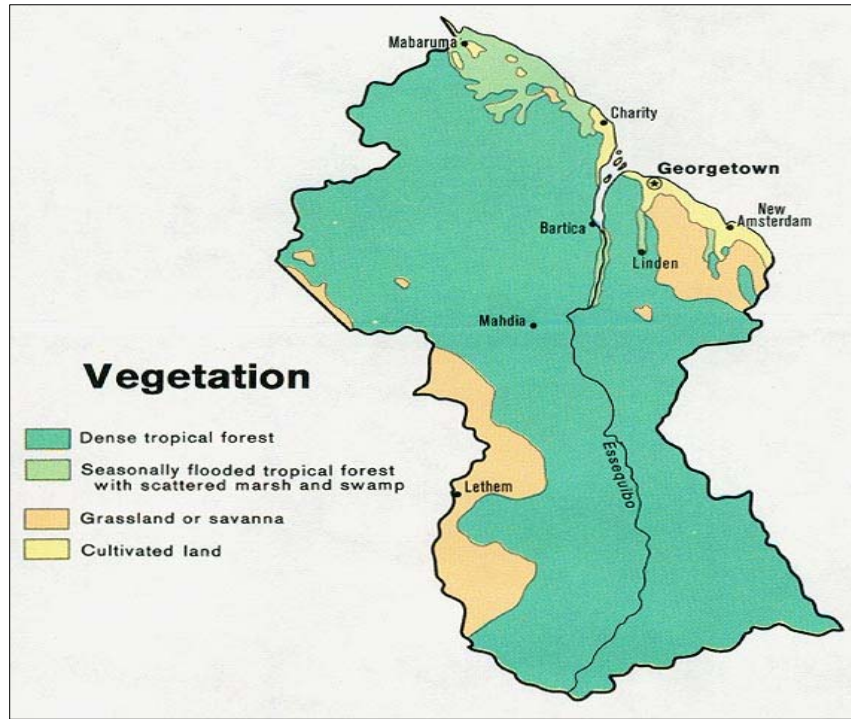 Mabaruma
Charity
Georgetown
New
Amsterdam
Bartica
Linden
Mahdia
Vegetation
Dense tropical forest
Seasonally flooded tropical forest
with scattered marsh and swamp
Lethem
Essequibo
Grassland or savanna
Cultivated land